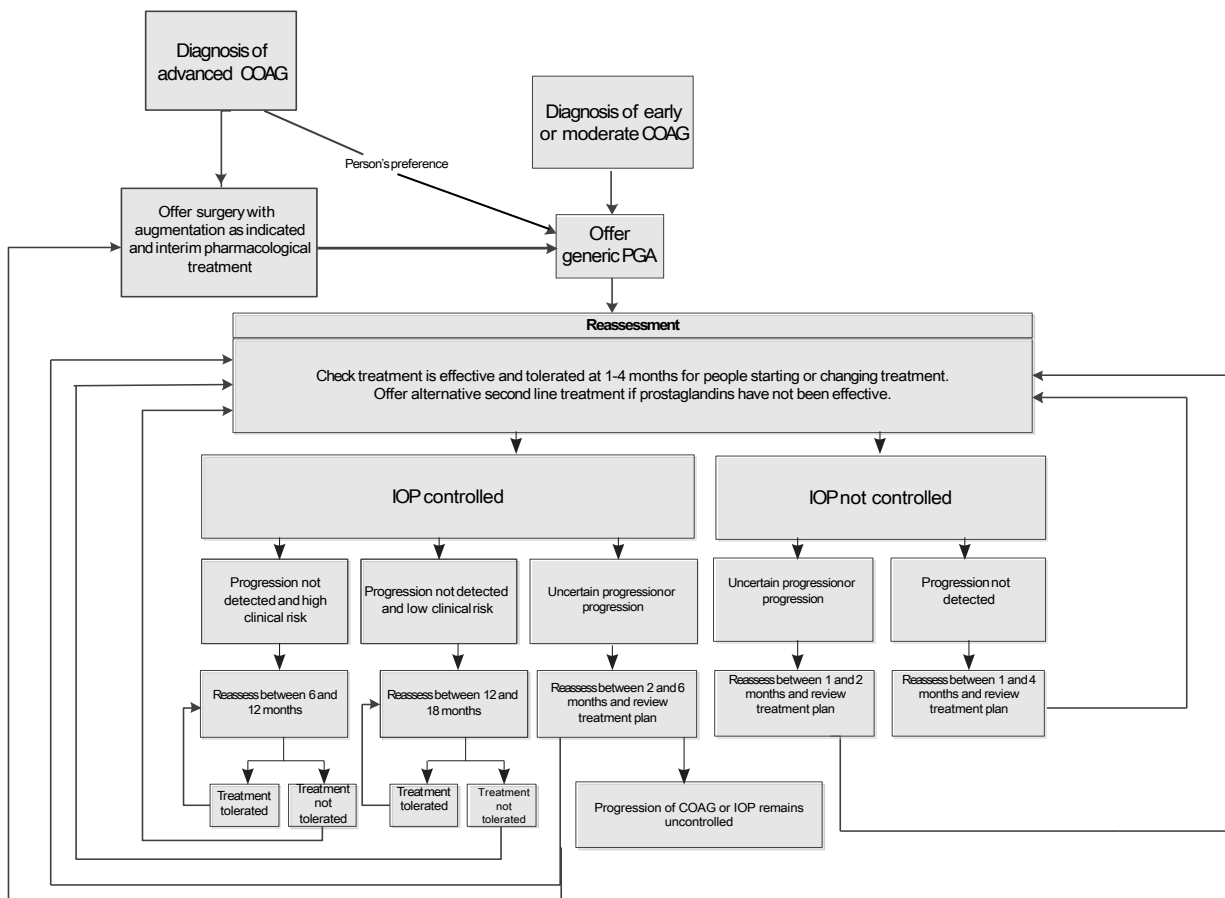 Diagnosis of
advanced COAG
Diagnosis of early
or moderate COAG
Person's preference
Offer surgery with
augmentation as indicated
and interim pharmacological
treatment
Offer
generic PGA
Reassessment
Check treatment is effective and tolerated at 1-4 months for people starting or changing treatment.
Offer alternative second line treatment if prostaglandins have not been effective.
IOP controlled
IOP not controlled
Progression not
detected and high
clinical risk
Progression not detected
and low clinical risk
Uncertain progressionor
progression
Uncertain progressionor
progression
Progression not
detected
Reassess between 6 and
12 months
Reassess between 12 and
18 months
Reassess between 2 and 6
months and review
treatment plan
Reassess between 1 and 2
months and review
treatment plan
Reassess between 1 and 4
months and review
treatment plan
Treatment
tolerated
Treatment
not
tolerated
Treatment
tolerated
Treatment
not
tolerated
Progression of COAG or IOP remains
uncontrolled